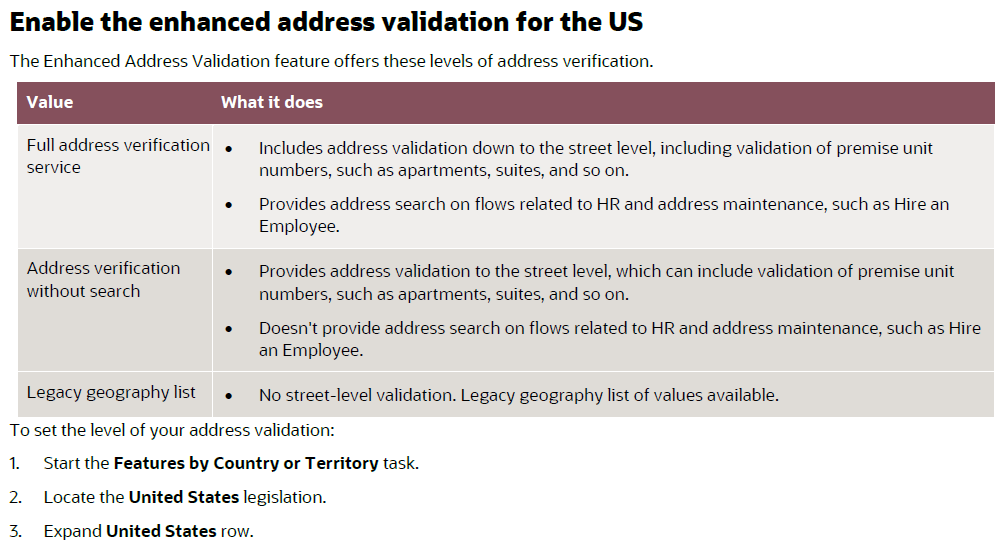 Enable the enhanced address validation for the US
The Enhanced Address Validation feature offers these levels of address verification.
Value What it does
Full address verification
service
• Includes address validation down to the street level, including validation of premise unit
numbers, such as apartments, suites, and so on.
• Provides address search on flows related to HR and address maintenance, such as Hire an
Employee.
Address verification
without search
• Provides address validation to the street level, which can include validation of premise unit
numbers, such as apartments, suites, and so on.
• Doesn't provide address search on flows related to HR and address maintenance, such as Hire
an Employee.
Legacy geography list
• No street-level validation. Legacy geography list of values available.
To set the level of your address validation:
1. Start the Features by Country or Territory task.
2. Locate the United States legislation.
3. Expand United States row.